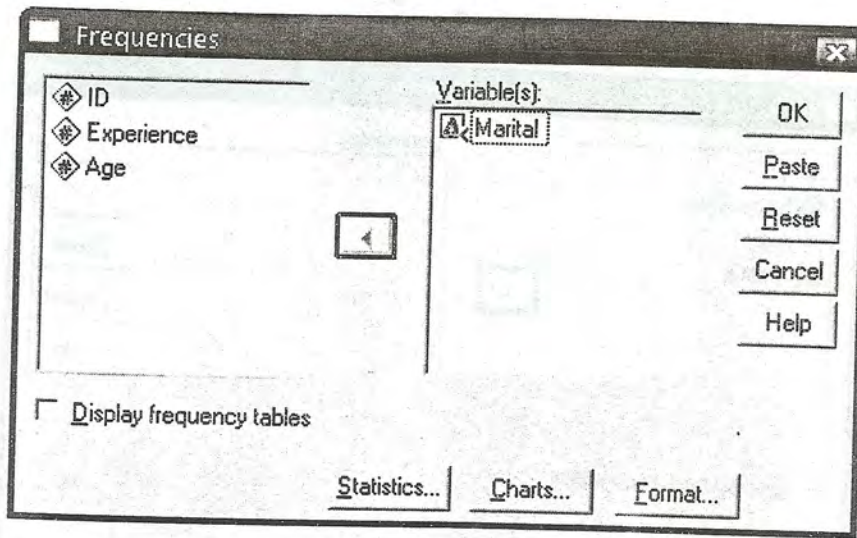 Frequencies
ID
Experience
Age
Variable(s):
Marital
OK
Paste
Reset
Cancel
Help
Display frequency tables
Statistics... Charts... Format...